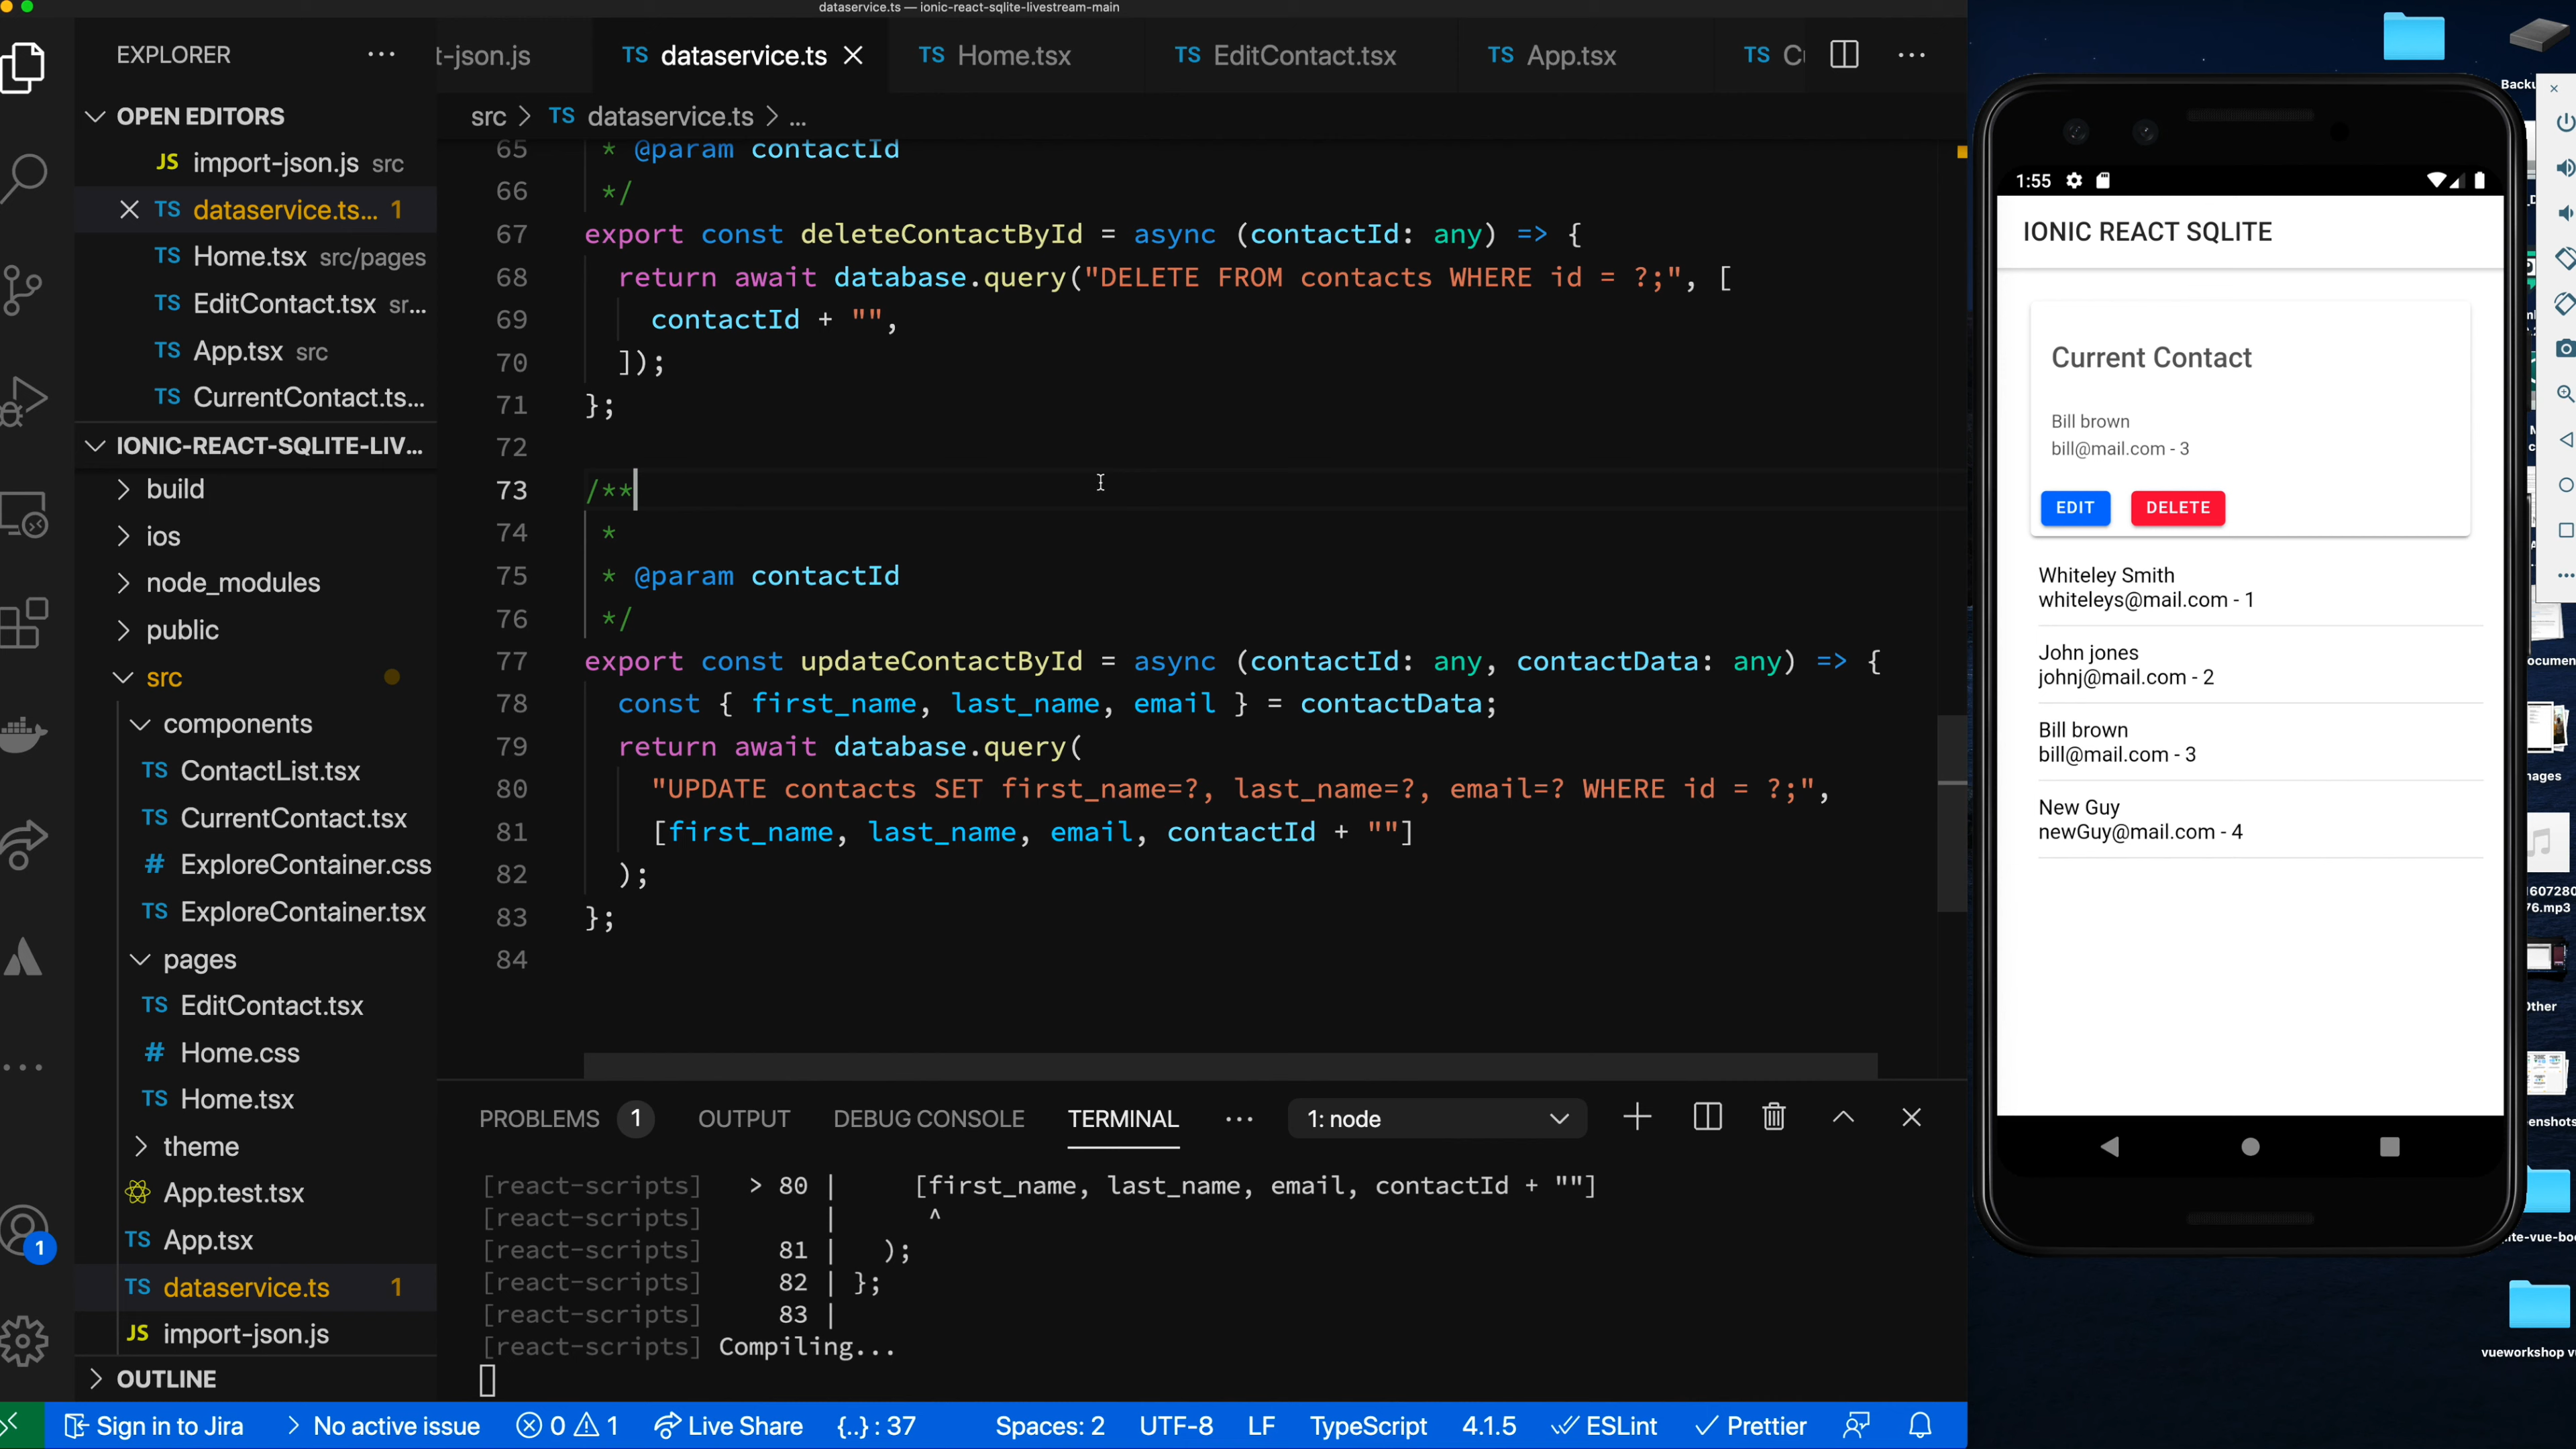 dataservice.ts — ionic-react-sqlite-livestream-main
EXPLORER
t-json.js
TS dataservice.ts
TS Home.tsx
TS EditContact.tsx
TS App.tsx
TS
OPEN EDITORS
JS import-json.js src
TS dataservice.ts... 1
TS Home.tsx src/pages
TS EditContact.tsx sr...
TS App.tsx src
TS CurrentContact.ts...
IONIC-REACT-SQLITE-LIV...
build
ios
node_modules
public
src
components
TS ContactList.tsx
TS CurrentContact.tsx
# ExploreContainer.css
TS ExploreContainer.tsx
pages
TS EditContact.tsx
# Home.css
TS Home.tsx
theme
App.test.tsx
TS App.tsx
TS dataservice.ts 1
JS import-json.js
OUTLINE
1
src > TS dataservice.ts > ...
65 * @param contactId
66 */
67 export const deleteContactById = async (contactId: any) => {
68 return await database.query("DELETE FROM contacts WHERE id = ?;", [
69 contactId + "",
70 ]);
71 };
72
73 /**
74 *
75 * @param contactId
76 */
77 export const updateContactById = async (contactId: any, contactData: any) => {
78 const { first_name, last_name, email } = contactData;
79 return await database.query(
80 "UPDATE contacts SET first_name=?, last_name=?, email=? WHERE id = ?;",
81 [first_name, last_name, email, contactId + ""]
82 );
83 };
84
PROBLEMS 1 OUTPUT DEBUG CONSOLE TERMINAL ... 1: node
[react-scripts] > 80 | [first_name, last_name, email, contactId + ""]
[react-scripts] | ^
[react-scripts] 81 | );
[react-scripts] 82 | };
[react-scripts] 83 |
[react-scripts] Compiling...
Sign in to Jira > No active issue 0 1 Live Share {..} : 37 Spaces: 2 UTF-8 LF TypeScript 4.1.5 ESLint Prettier
1:55
IONIC REACT SQLITE
Current Contact
Bill brown
bill@mail.com - 3
EDIT DELETE
Whiteley Smith
whiteleys@mail.com - 1
John jones
johnj@mail.com - 2
Bill brown
bill@mail.com - 3
New Guy
newGuy@mail.com - 4
76.mp3
vueworkshop